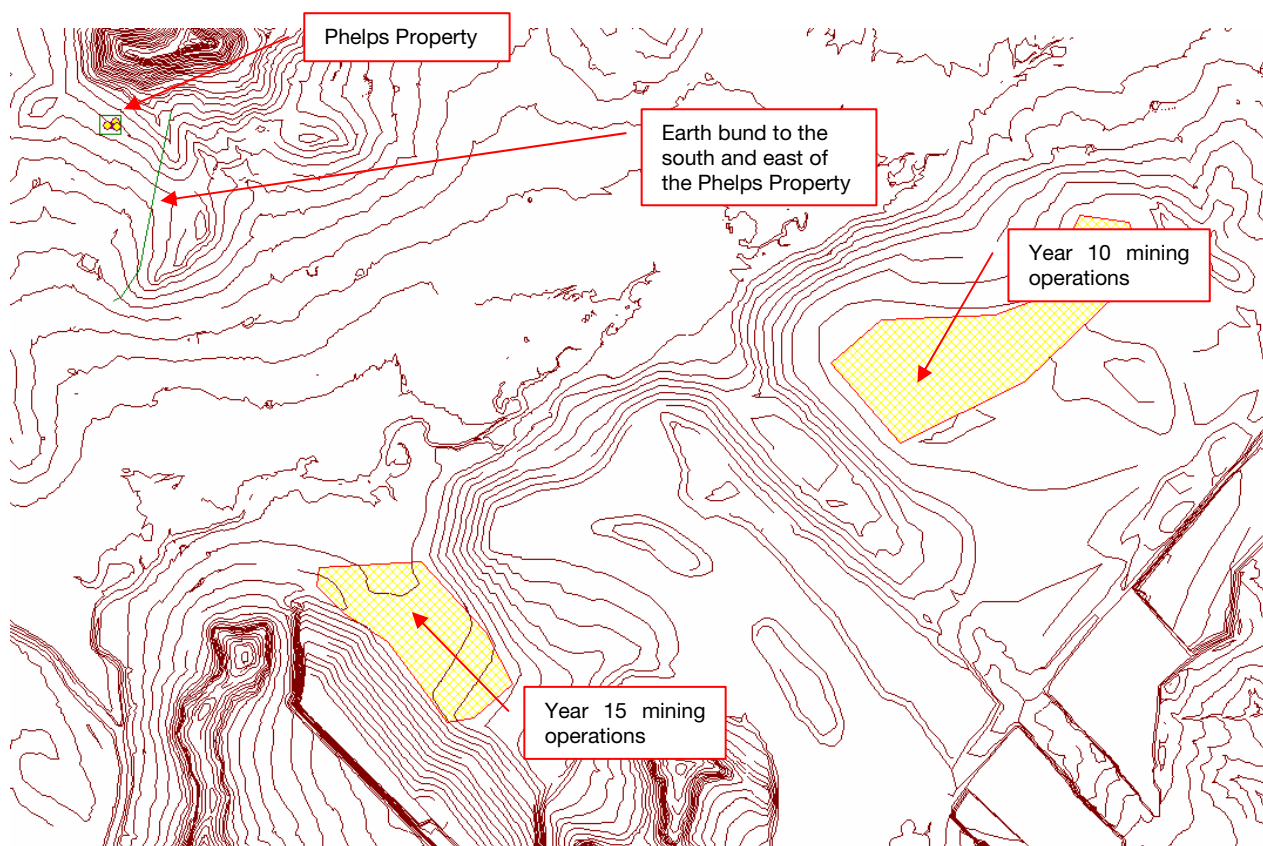 Phelps Property
Earth bund to the
south and east of
the Phelps Property
Year 10 mining
operations
Year 15 mining
operations